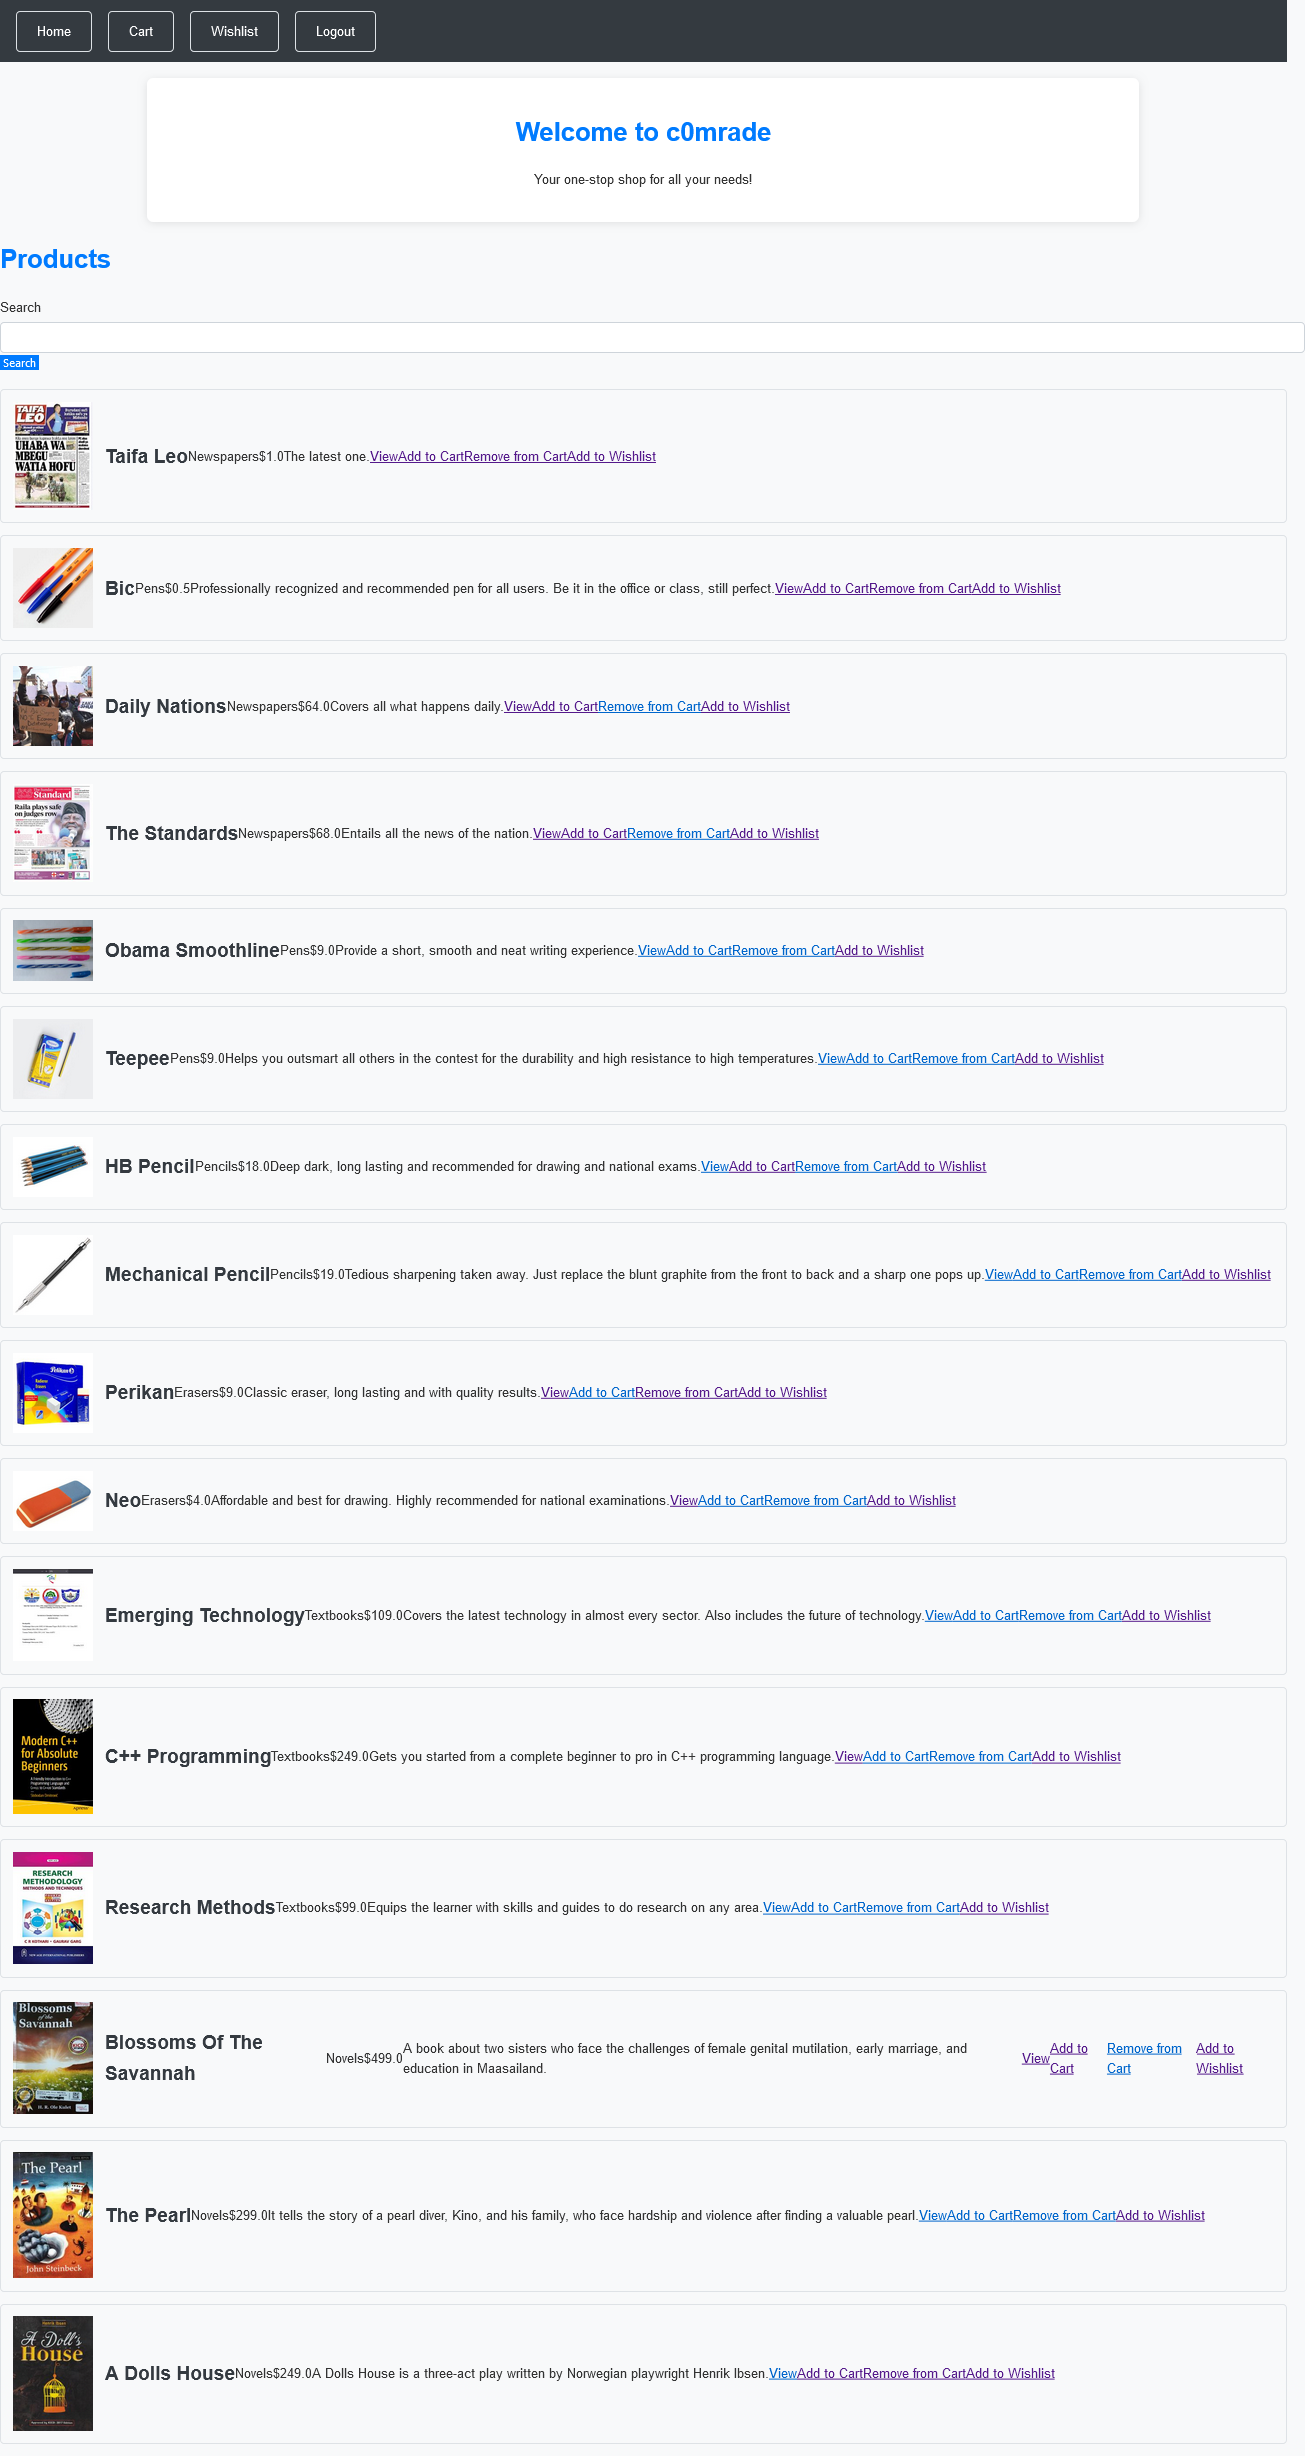 Home Cart Wishlist Logout
Welcome to c0mrade
Your one-stop shop for all your needs!
Products
Search
Search
TAIFA LEO
UHABA WA
MBEGU
WATIA HOFU
Taifa LeoNewspapers$1.0The latest one.ViewAdd to CartRemove from CartAdd to Wishlist
BicPens$0.5Professionally recognized and recommended pen for all users. Be it in the office or class, still perfect.ViewAdd to CartRemove from CartAdd to Wishlist
Daily NationsNewspapers$64.0Covers all what happens daily.ViewAdd to CartRemove from CartAdd to Wishlist
Standard
Raila plays safe
on judges row
The StandardsNewspapers$68.0Entails all the news of the nation.ViewAdd to CartRemove from CartAdd to Wishlist
Obama SmoothlinePens$9.0Provide a short, smooth and neat writing experience.ViewAdd to CartRemove from CartAdd to Wishlist
TeepeePens$9.0Helps you outsmart all others in the contest for the durability and high resistance to high temperatures.ViewAdd to CartRemove from CartAdd to Wishlist
HB PencilPencils$18.0Deep dark, long lasting and recommended for drawing and national exams.ViewAdd to CartRemove from CartAdd to Wishlist
Mechanical PencilPencils$19.0Tedious sharpening taken away. Just replace the blunt graphite from the front to back and a sharp one pops up.ViewAdd to CartRemove from CartAdd to Wishlist
Pelikan
PerikanErasers$9.0Classic eraser, long lasting and with quality results.ViewAdd to CartRemove from CartAdd to Wishlist
NeoErasers$4.0Affordable and best for drawing. Highly recommended for national examinations.ViewAdd to CartRemove from CartAdd to Wishlist
Emerging TechnologyTextbooks$109.0Covers the latest technology in almost every sector. Also includes the future of technology.ViewAdd to CartRemove from CartAdd to Wishlist
Modern C++
for Absolute
Beginners
C++ ProgrammingTextbooks$249.0Gets you started from a complete beginner to pro in C++ programming language.ViewAdd to CartRemove from CartAdd to Wishlist
RESEARCH
METHODOLOGY
METHODS AND TECHNIQUES
C R KOTHARI • GAURAV GARG
NEW AGE INTERNATIONAL PUBLISHERS
Research MethodsTextbooks$99.0Equips the learner with skills and guides to do research on any area.ViewAdd to CartRemove from CartAdd to Wishlist
Blossoms
of the
Savannah
H. R. Ole Kulet
Blossoms Of The
Savannah
Novels$499.0
A book about two sisters who face the challenges of female genital mutilation, early marriage, and
education in Maasailand.
View
Add to
Cart
Remove from
Cart
Add to
Wishlist
The Pearl
John Steinbeck
The PearlNovels$299.0It tells the story of a pearl diver, Kino, and his family, who face hardship and violence after finding a valuable pearl.ViewAdd to CartRemove from CartAdd to Wishlist
Henrik Ibsen
A Doll's
House
A Dolls HouseNovels$249.0A Dolls House is a three-act play written by Norwegian playwright Henrik Ibsen.ViewAdd to CartRemove from CartAdd to Wishlist